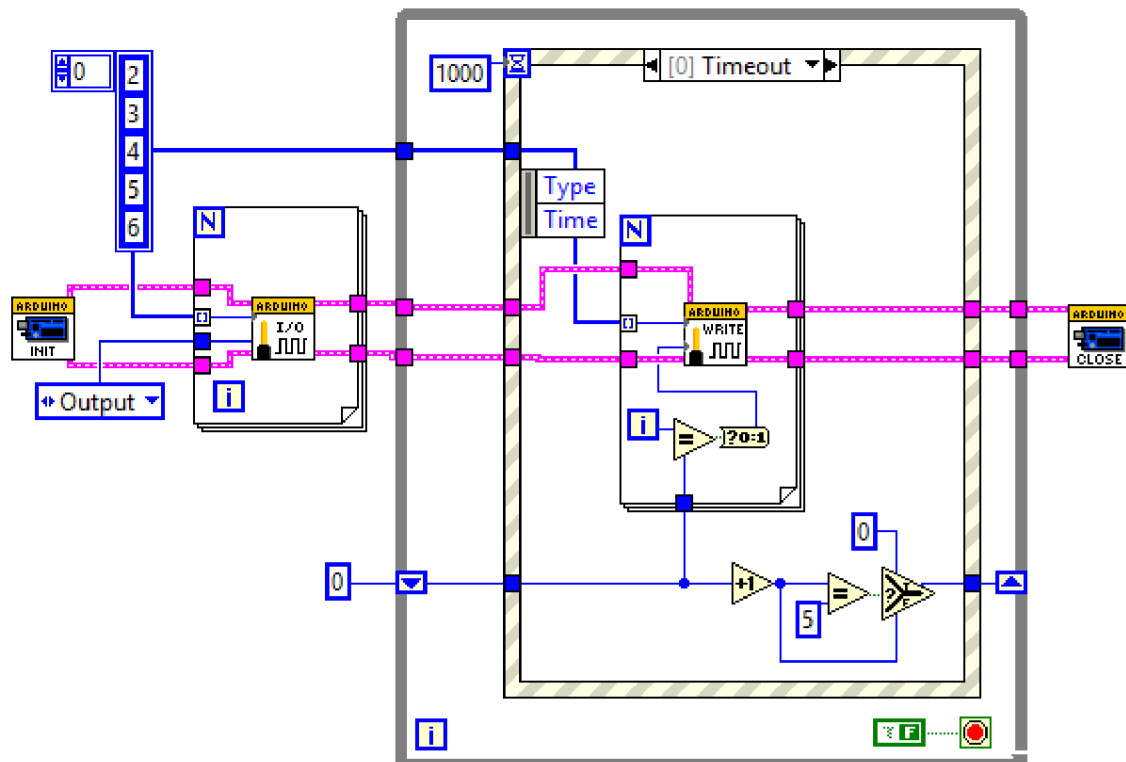 1000
[0] Timeout
0
2
3
4
5
6
Type
Time
N
N
ARDUINO
INIT
ARDUINO
I/O
ARDUINO
WRITE
ARDUINO
CLOSE
Output
i
i
=
?0:1
0
0
+1
=
5
?
T
F
i
F